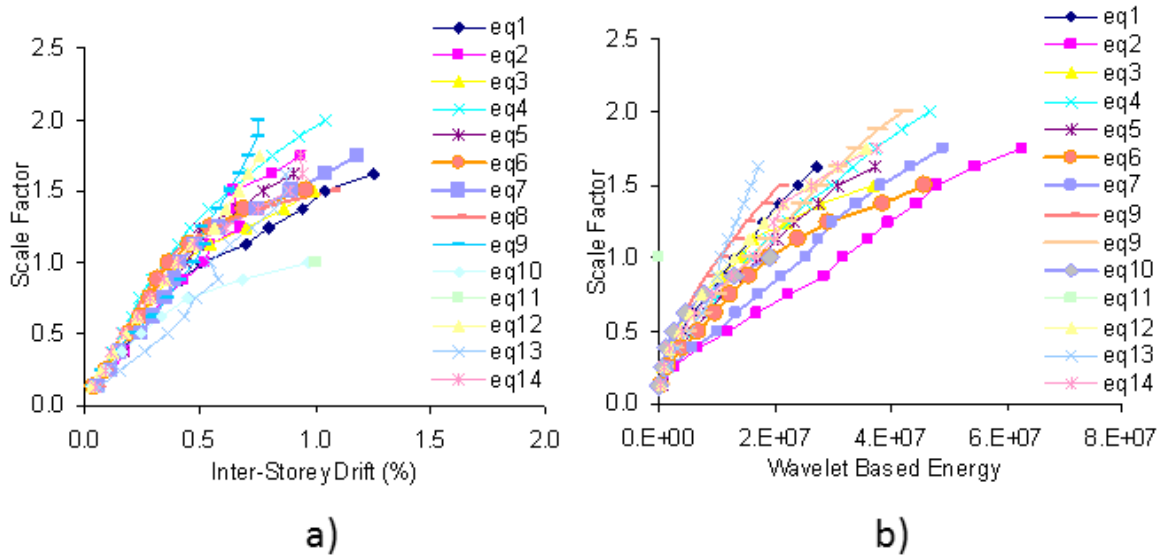 2.5
2.0
1.5
1.0
0.5
0.0
Scale Factor
0.0 0.5 1.0 1.5 2.0
Inter-Storey Drift (%)
eq1
eq2
eq3
eq4
eq5
eq6
eq7
eq8
eq9
eq10
eq11
eq12
eq13
eq14
a)
2.5
2.0
1.5
1.0
0.5
0.0
Scale Factor
0.E+00 2.E+07 4.E+07 6.E+07 8.E+07
Wavelet Based Energy
eq1
eq2
eq3
eq4
eq5
eq6
eq7
eq9
eq9
eq10
eq11
eq12
eq13
eq14
b)